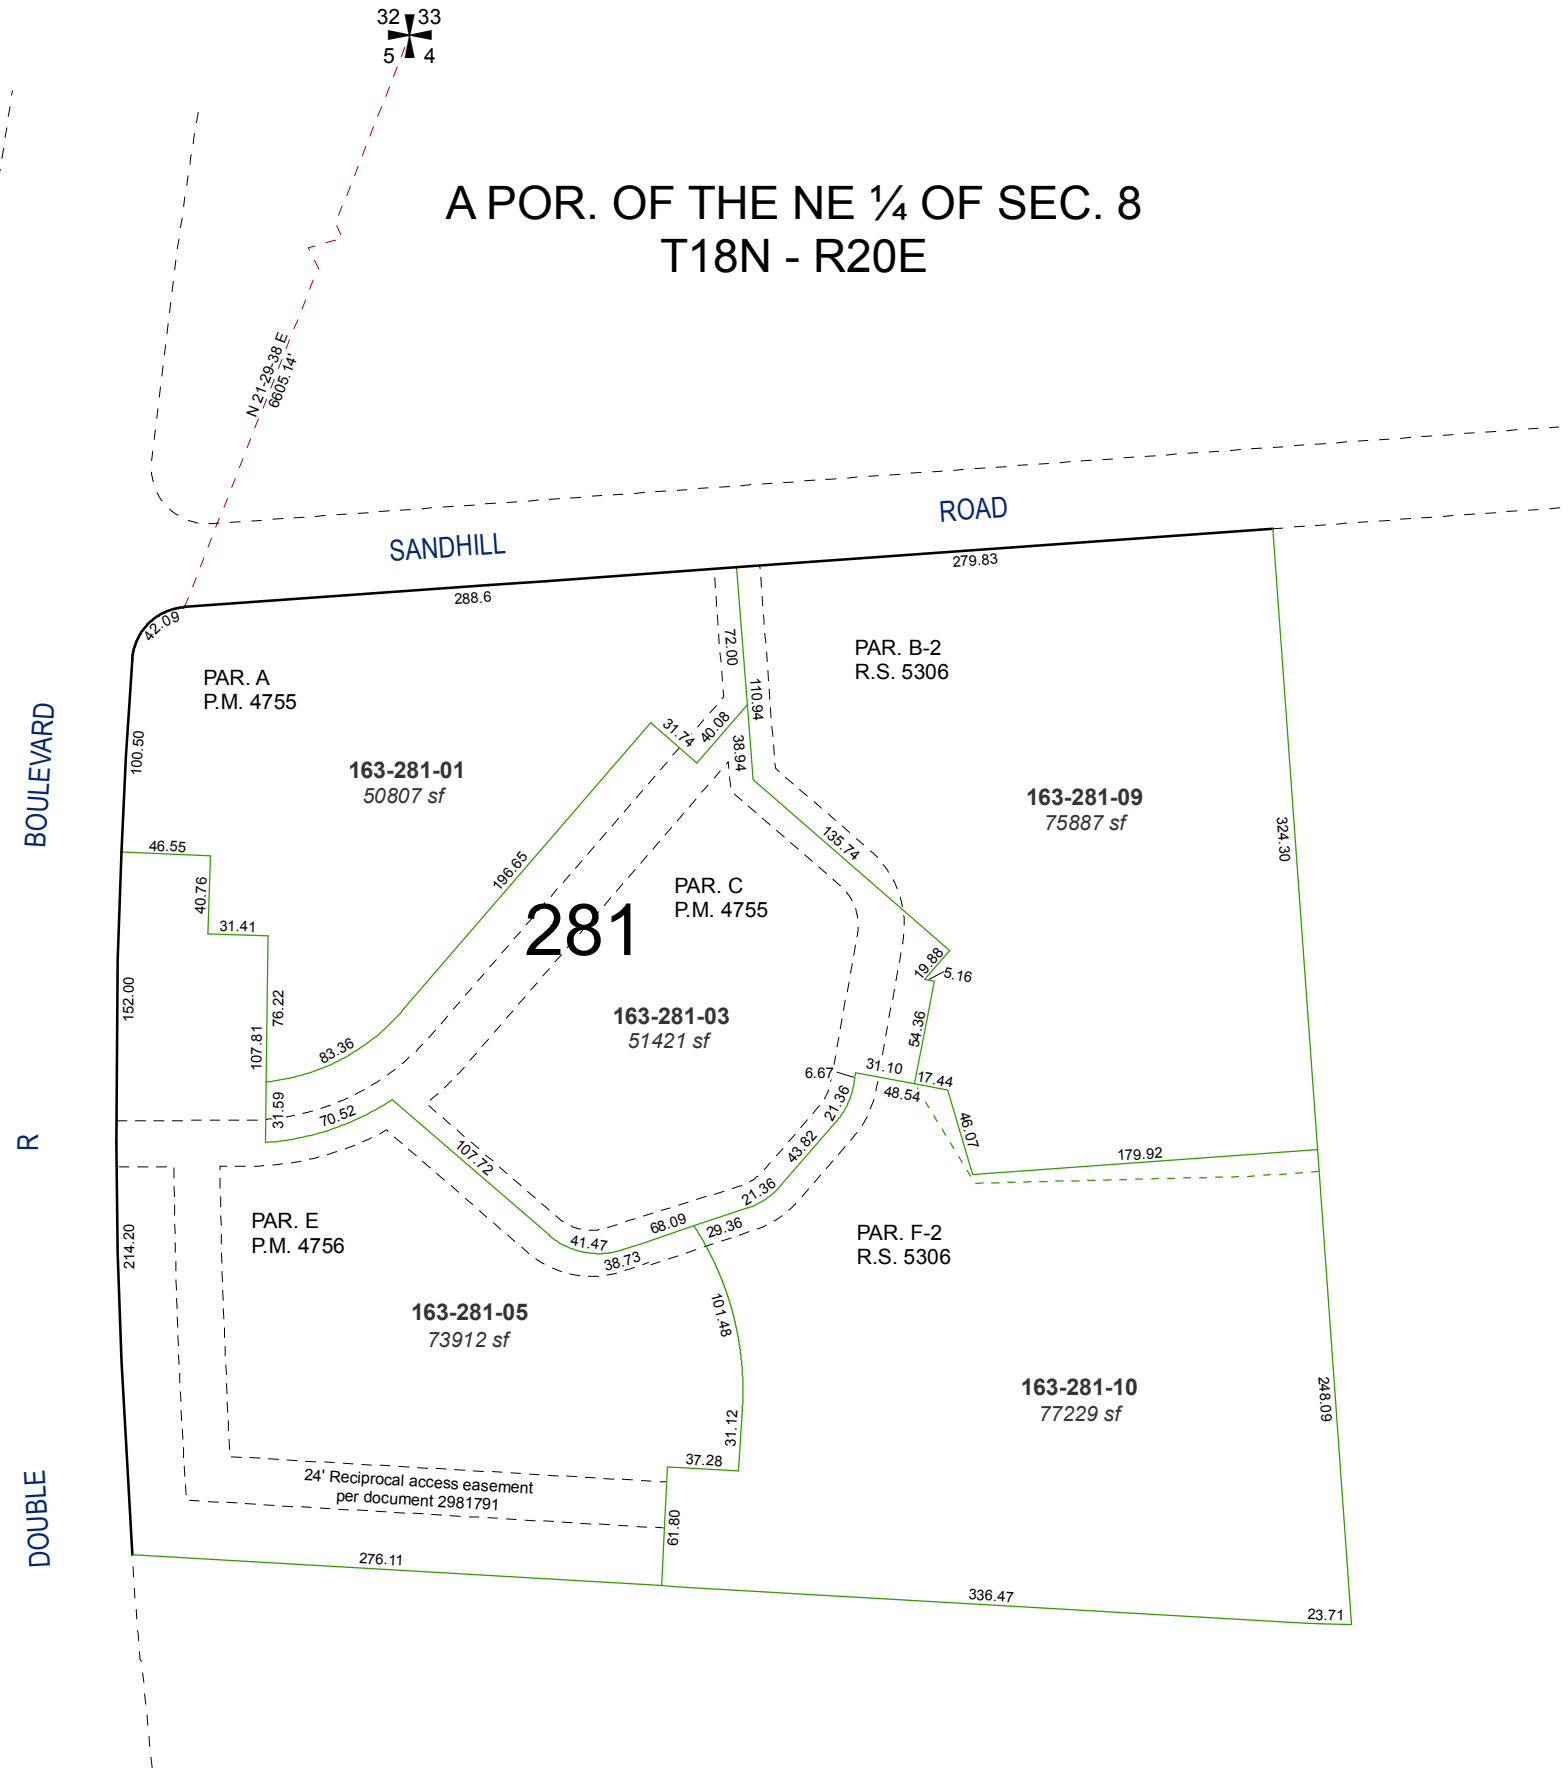 32 33
5 4
A POR. OF THE NE ¼ OF SEC. 8
T18N - R20E
N 21-29-38 E
6605.14'
SANDHILL ROAD
279.83
288.6
42.09
72.00
PAR. B-2
R.S. 5306
PAR. A
P.M. 4755
110.94
31.74
40.08
38.94
100.50
BOULEVARD
163-281-01
50807 sf
163-281-09
75887 sf
324.30
135.74
46.55
40.76
196.65
PAR. C
P.M. 4755
281
31.41
19.88
5.16
152.00
76.22
163-281-03
51421 sf
54.36
107.81
83.36
6.67
31.10
17.44
48.54
31.59
70.52
21.36
46.07
R
107.72
43.82
179.92
21.36
PAR. E
P.M. 4756
68.09
29.36
PAR. F-2
R.S. 5306
214.20
41.47
38.73
101.48
163-281-05
73912 sf
163-281-10
77229 sf
248.09
31.12
37.28
24' Reciprocal access easement
per document 2981791
61.80
DOUBLE
276.11
336.47
23.71